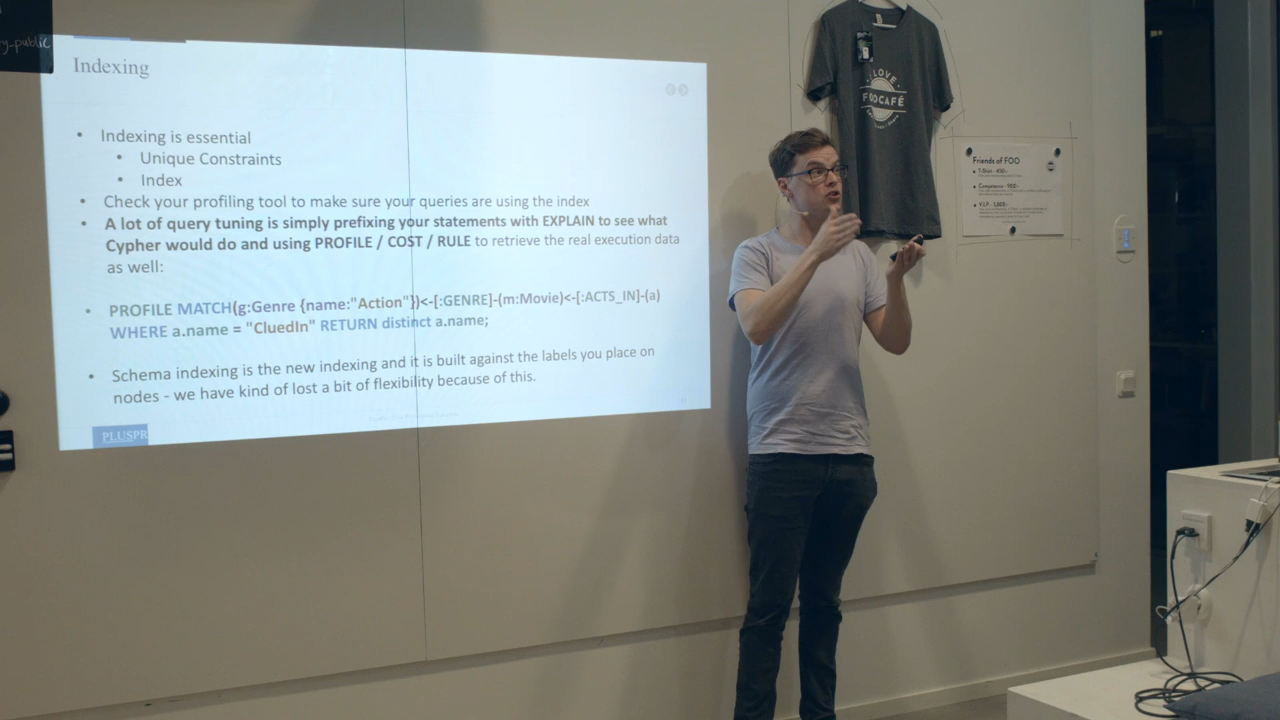 y_public
Indexing
• Indexing is essential
• Unique Constraints
• Index
• Check your profiling tool to make sure your queries are using the index
• A lot of query tuning is simply prefixing your statements with EXPLAIN to see what
Cypher would do and using PROFILE / COST / RULE to retrieve the real execution data
as well:
• PROFILE MATCH(g:Genre {name:"Action"})<-[:GENRE]-(m:Movie)<-[:ACTS_IN]-(a)
WHERE a.name = "CluedIn" RETURN distinct a.name;
• Schema indexing is the new indexing and it is built against the labels you place on
nodes - we have kind of lost a bit of flexibility because of this.
PLUSPR
I LOVE
FOOCAFÉ
Friends of FOO